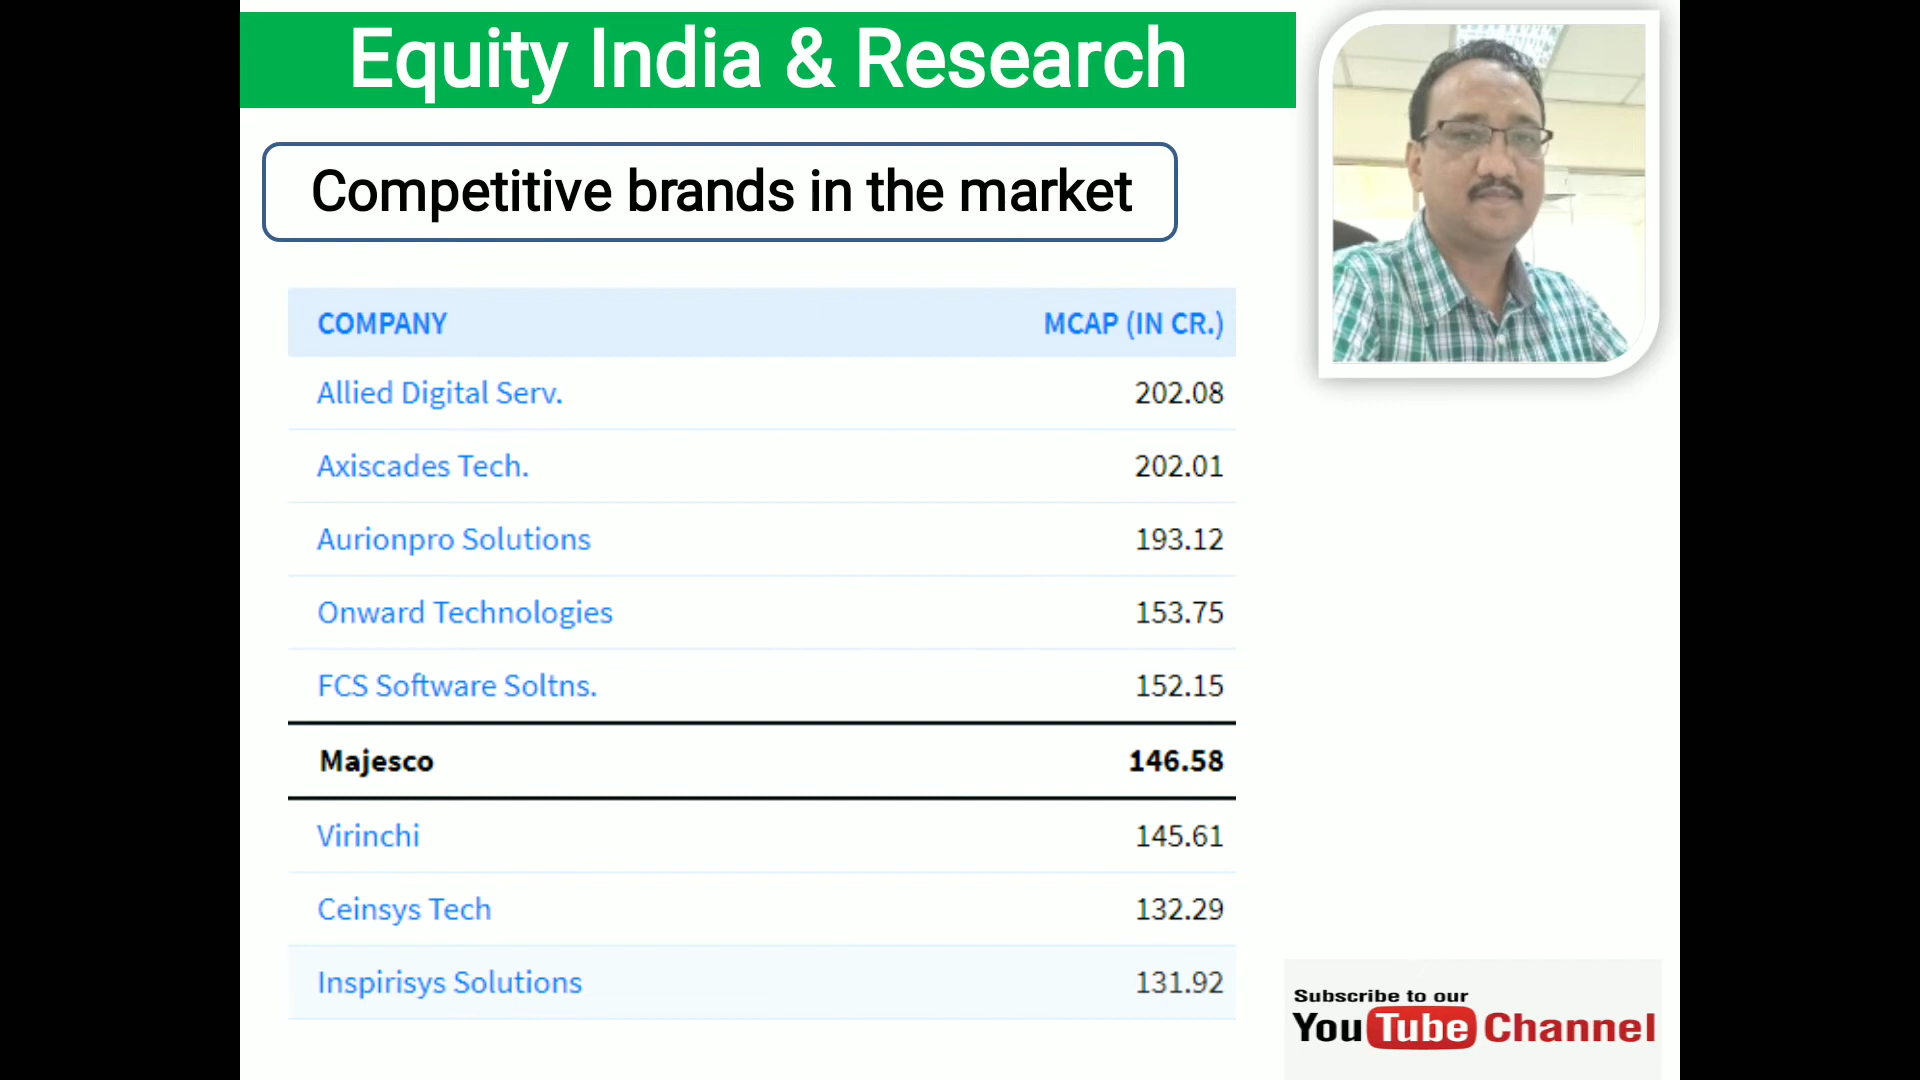 Equity India & Research
Competitive brands in the market
COMPANY MCAP (IN CR.)
Allied Digital Serv. 202.08
Axiscades Tech. 202.01
Aurionpro Solutions 193.12
Onward Technologies 153.75
FCS Software Soltns. 152.15
Majesco 146.58
Virinchi 145.61
Ceinsys Tech 132.29
Inspirisys Solutions 131.92
Subscribe to our
YouTube Channel